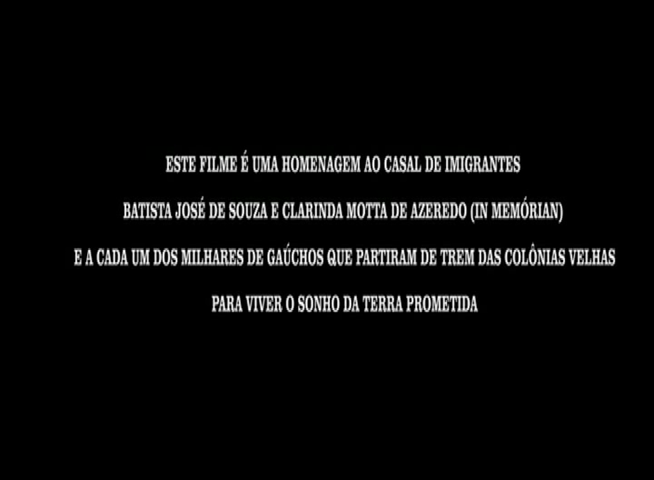 ESTE FILME É UMA HOMENAGEM AO CASAL DE IMIGRANTES
BATISTA JOSÉ DE SOUZA E CLARINDA MOTTA DE AZEREDO (IN MEMÓRIAN)
E A CADA UM DOS MILHARES DE GAÚCHOS QUE PARTIRAM DE TREM DAS COLÔNIAS VELHAS
PARA VIVER O SONHO DA TERRA PROMETIDA